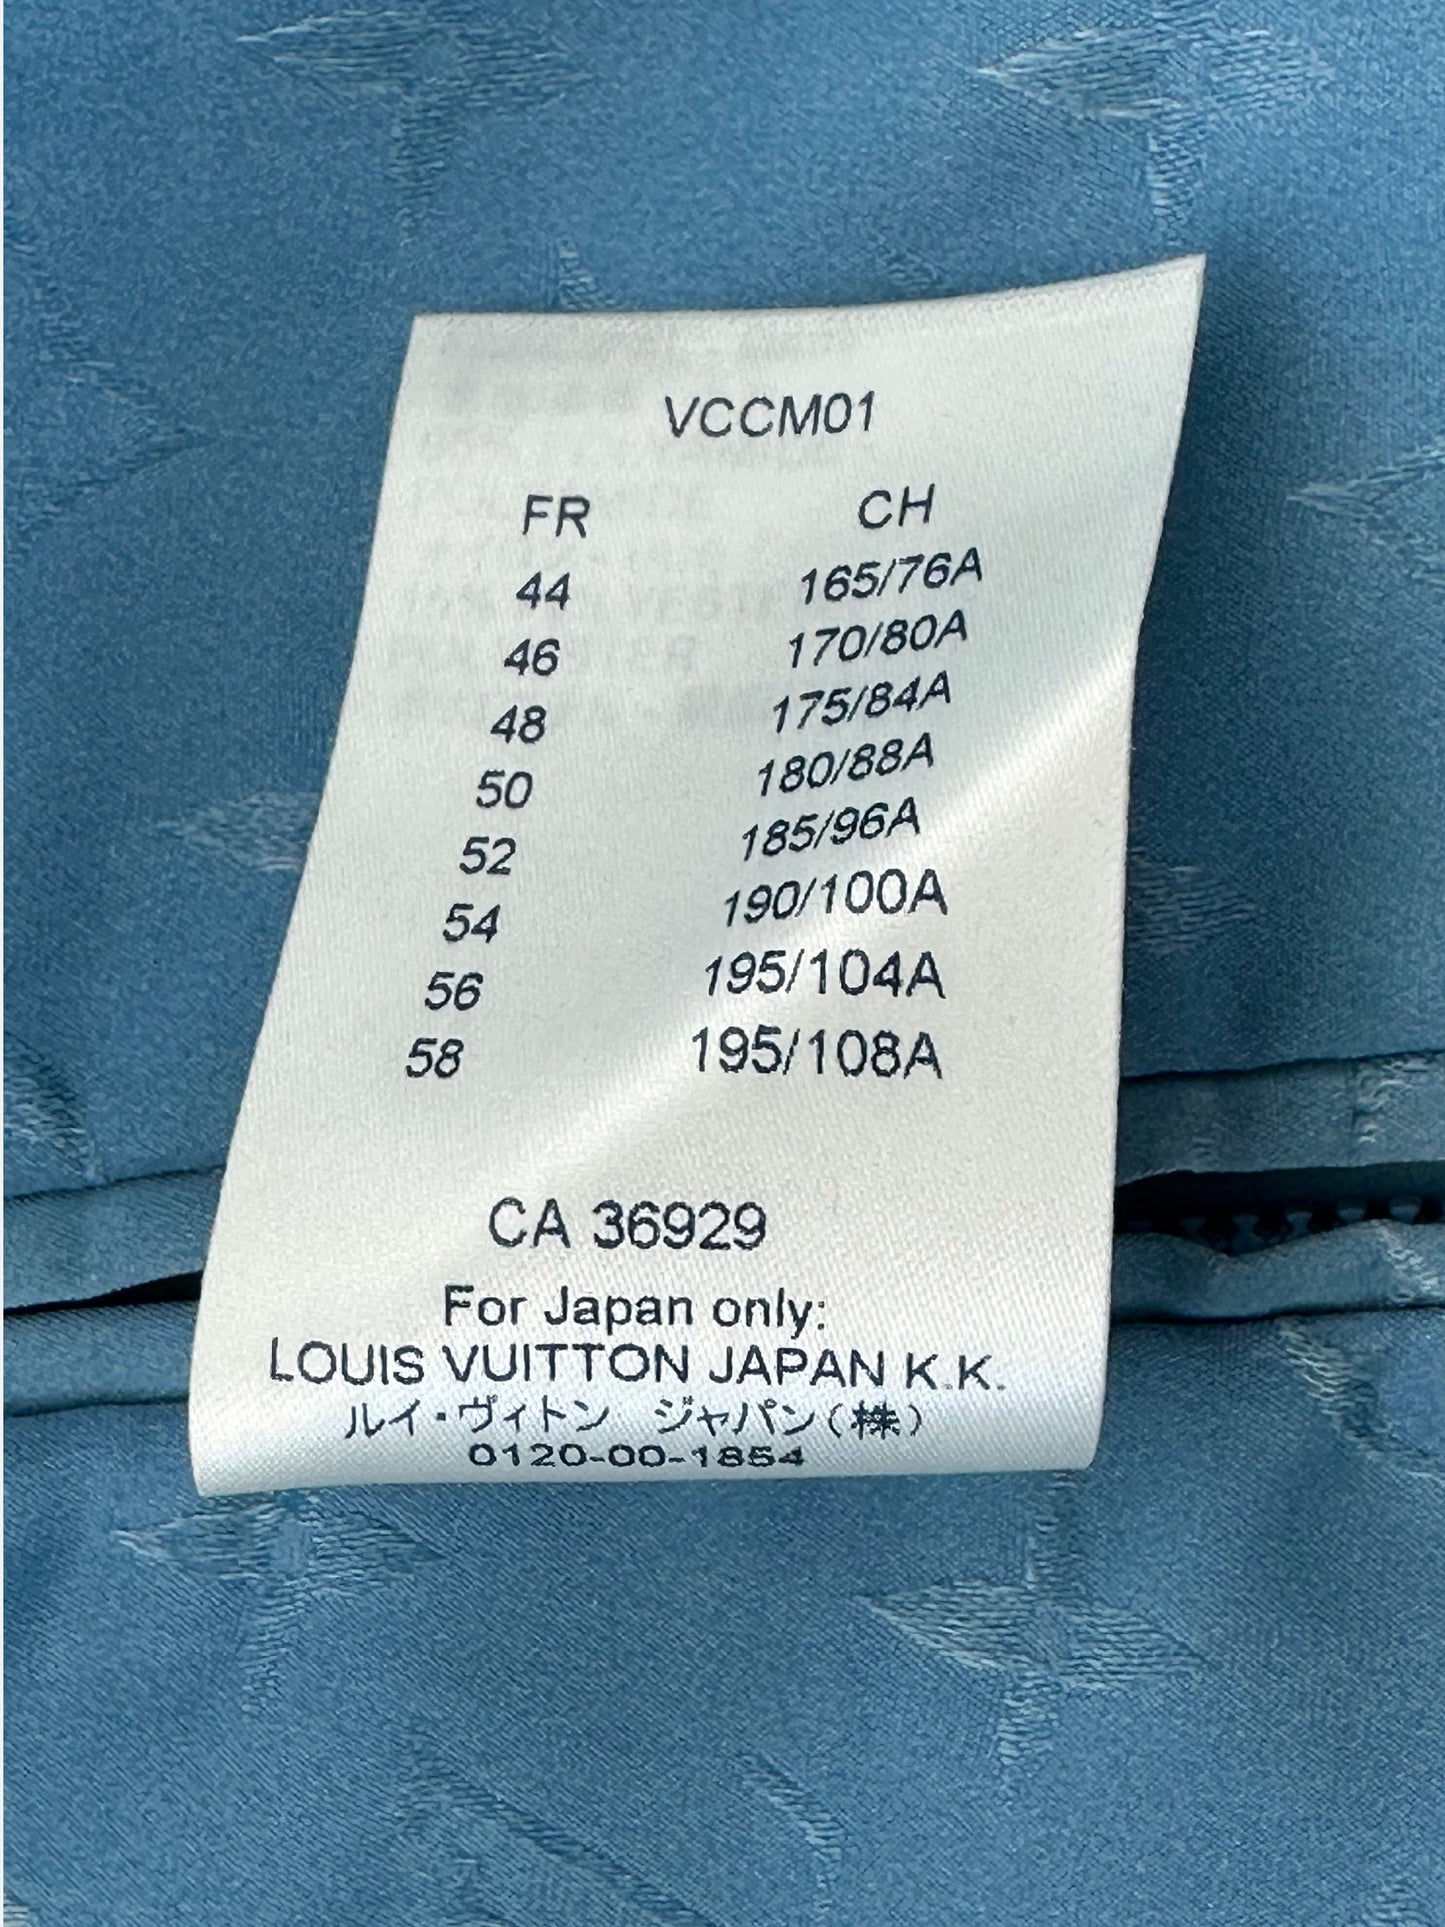 VCCM01
FR CH
44 165/76A
46 170/80A
48 175/84A
50 180/88A
52 185/96A
54 190/100A
56 195/104A
58 195/108A
CA 36929
For Japan only:
LOUIS VUITTON JAPAN K.K.
ルイ・ヴィトン ジャパン(株)
0120-00-1854